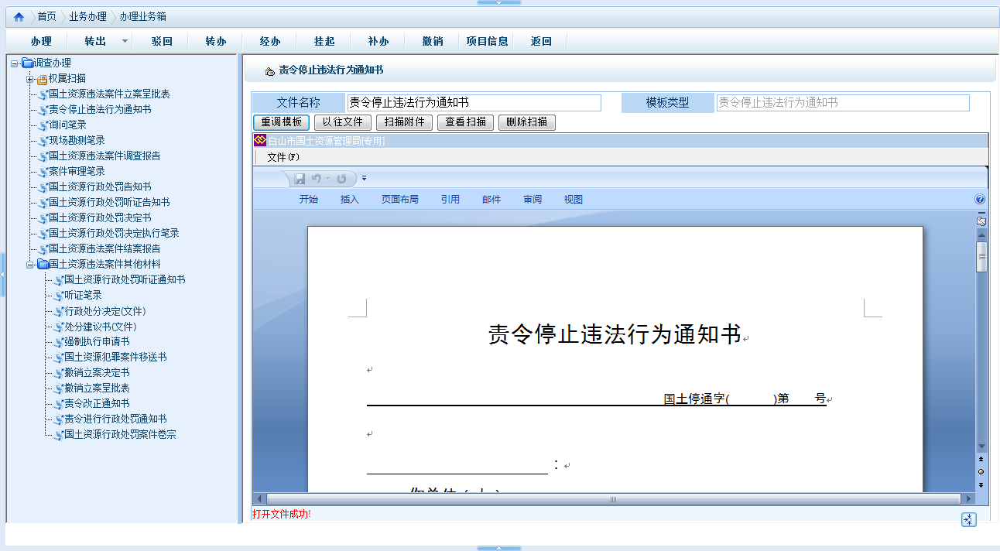 首页 业务办理 办理业务箱
办理 转出 驳回 转办 经办 挂起 补办 撤销 项目信息 返回
调查办理
权属扫描
国土资源违法案件立案呈批表
责令停止违法行为通知书
询问笔录
现场勘测笔录
国土资源违法案件调查报告
案件审理笔录
国土资源行政处罚告知书
国土资源行政处罚听证告知书
国土资源行政处罚决定书
国土资源行政处罚决定执行笔录
国土资源违法案件结案报告
国土资源违法案件其他材料
国土资源行政处罚听证通知书
听证笔录
行政处分决定(文件)
处分建议书(文件)
强制执行申请书
国土资源犯罪案件移送书
撤销立案决定书
撤销立案呈批表
责令改正通知书
责令进行行政处罚通知书
国土资源行政处罚案件卷宗
责令停止违法行为通知书
文件名称 责令停止违法行为通知书 模板类型 责令停止违法行为通知书
重调模板 以往文件 扫描附件 查看扫描 删除扫描
白山市国土资源管理局[专用]
文件(F)
开始 插入 页面布局 引用 邮件 审阅 视图
责令停止违法行为通知书
国土停通字( )第 号
：
打开文件成功!